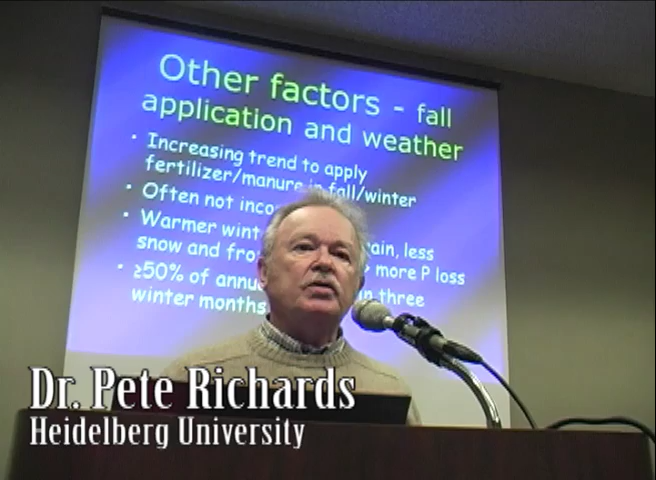 Other factors - fall
application and weather
• Increasing trend to apply
fertilizer/manure in fall/winter
• Often not inco
• Warmer wint ain, less
snow and fro > more P loss
• ≥50% of annu in three
winter months
Dr. Pete Richards
Heidelberg University